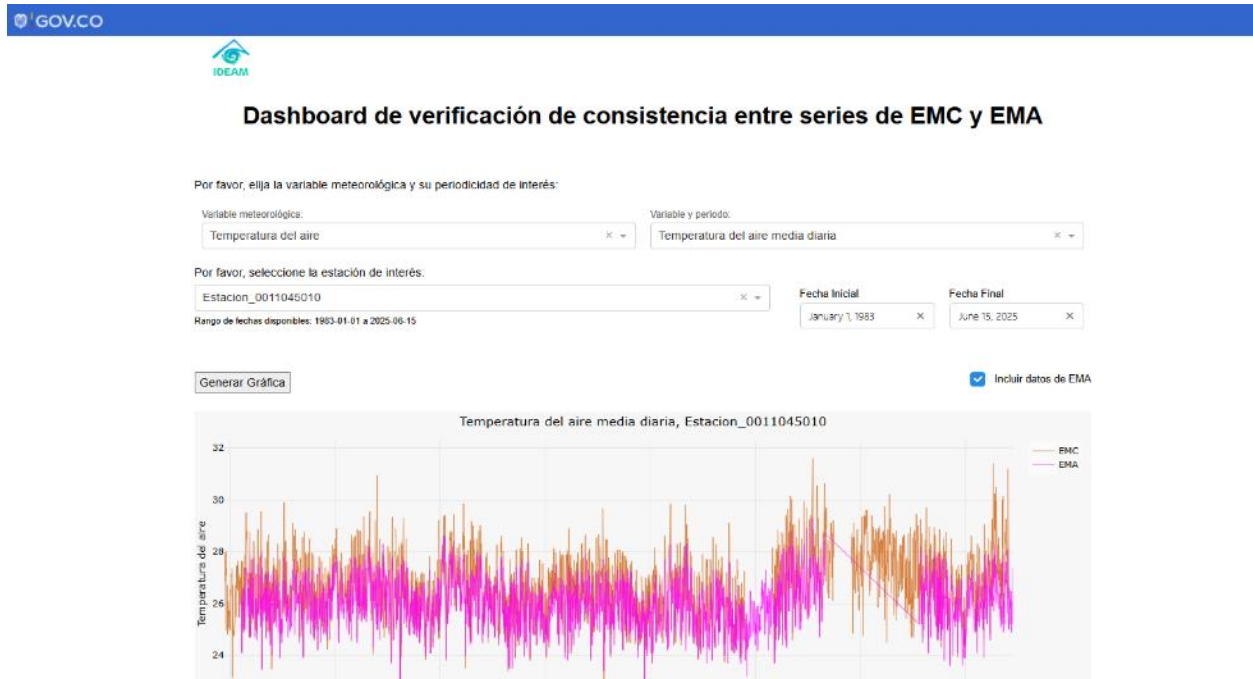 GOV.CO
IDEAM
Dashboard de verificación de consistencia entre series de EMC y EMA
Por favor, elija la variable meteorológica y su periodicidad de interés:
Variable meteorológica:
Variable y periodo:
Temperatura del aire
Temperatura del aire media diaria
Por favor, seleccione la estación de interés:
Estacion_0011045010
Rango de fechas disponibles: 1983-01-01 a 2025-06-15
Fecha Inicial
Fecha Final
January 1, 1983
June 15, 2025
Generar Gráfica
Incluir datos de EMA
Temperatura del aire media diaria, Estacion_0011045010
EMC
EMA
Temperatura del aire
32
30
28
26
24